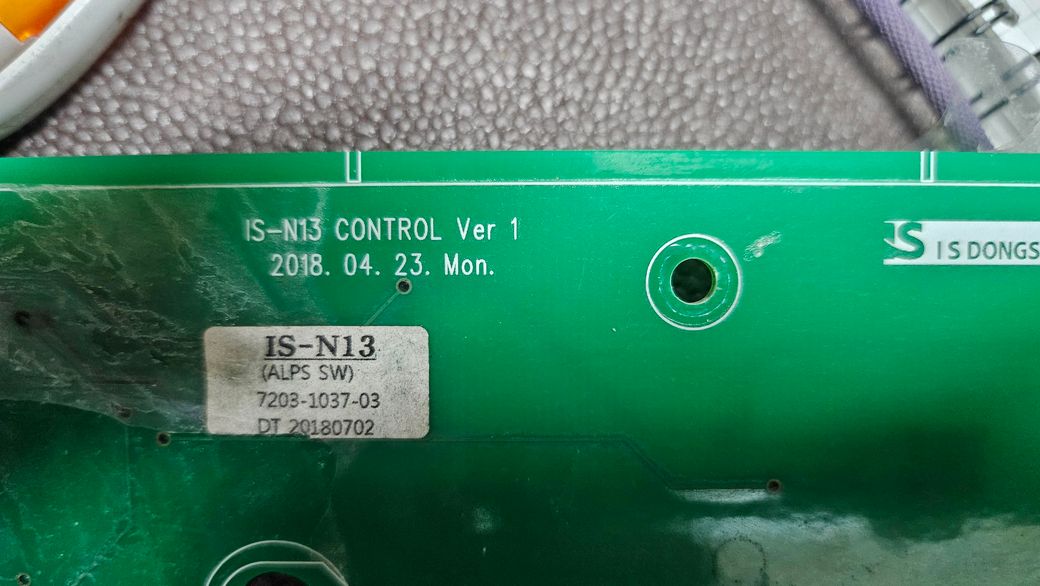 IS-N13 CONTROL Ver 1
2018. 04. 23. Mon.
IS DONGS
IS-N13
(ALPS SW)
7203-1037-03
DT 20180702